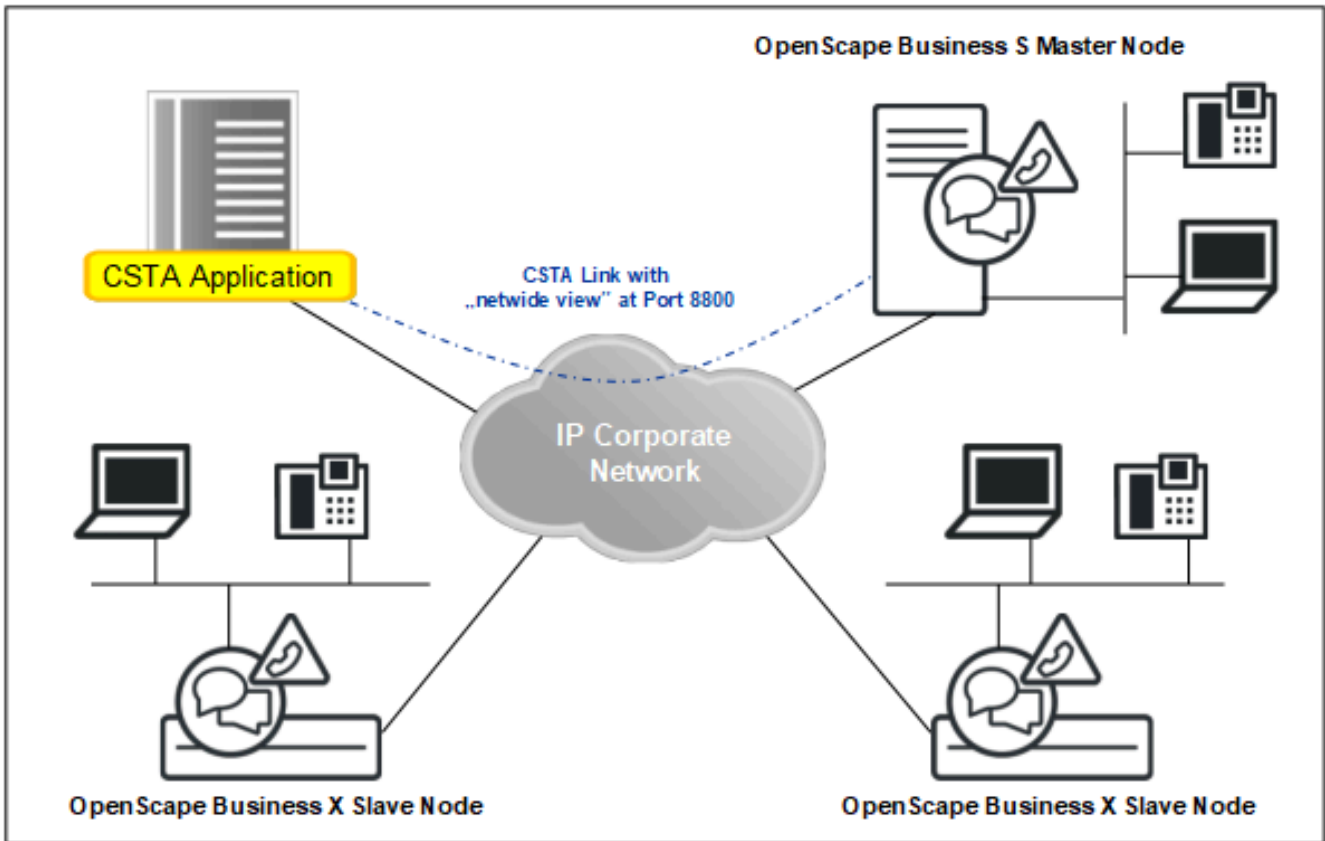 OpenScape Business S Master Node
CSTA Application
CSTA Link with
„netwide view” at Port 8800
IP Corporate
Network
OpenScape Business X Slave Node
OpenScape Business X Slave Node